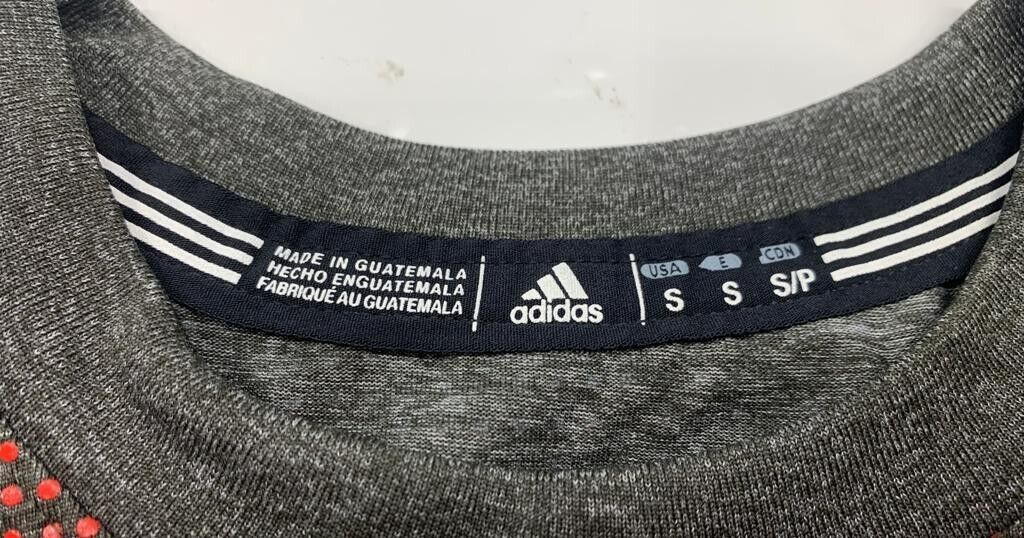 MADE IN GUATEMALA
HECHO ENGUATEMALA
FABRIQUÉ AU GUATEMALA
adidas
USA E CDN
S S S/P